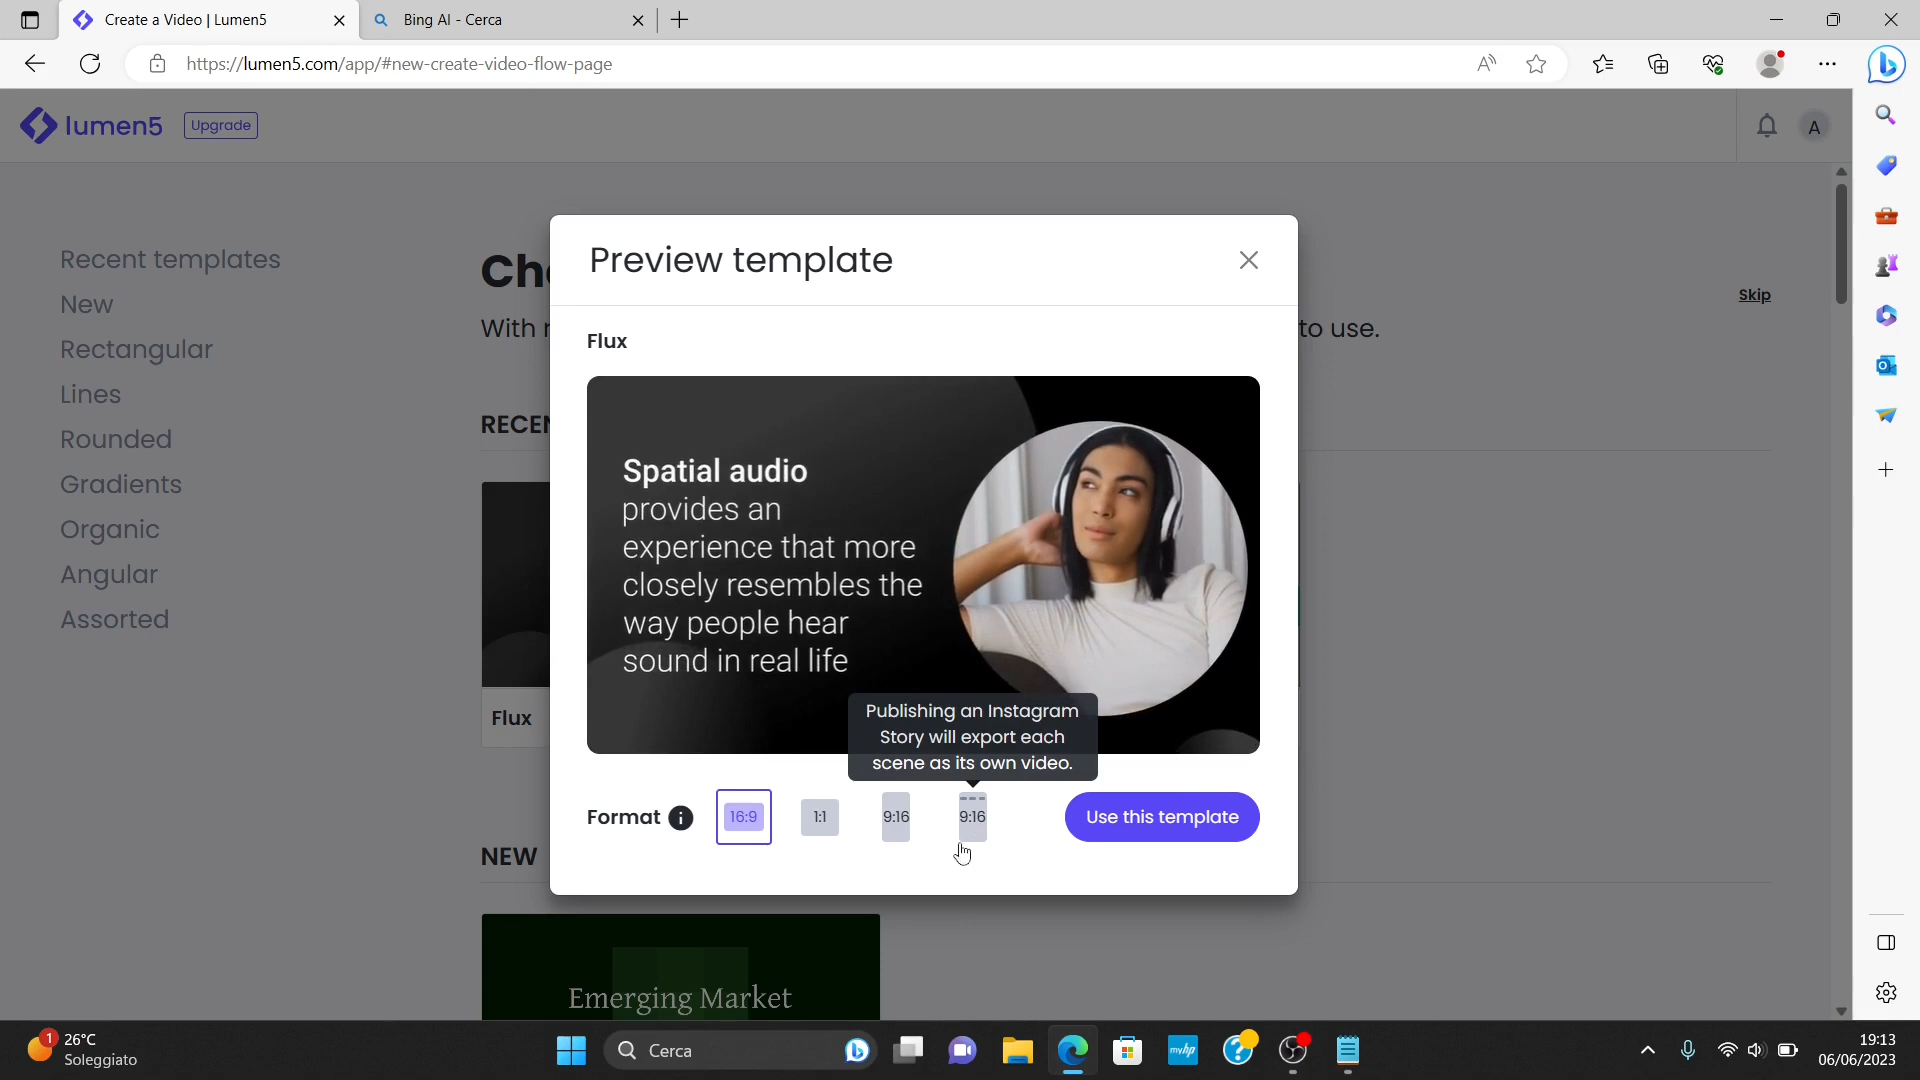 Create a Video | Lumen5
Bing AI - Cerca
https://lumen5.com/app/#new-create-video-flow-page
lumen5
Upgrade
A
Recent templates
New
Rectangular
Lines
Rounded
Gradients
Organic
Angular
Assorted
Skip
to use.
Preview template
Flux
Spatial audio
provides an
experience that more
closely resembles the
way people hear
sound in real life
Publishing an Instagram
Story will export each
scene as its own video.
Format
16:9
1:1
9:16
9:16
Use this template
Flux
NEW
Emerging Market
1
26°C
Soleggiato
Cerca
myhp
19:13
06/06/2023